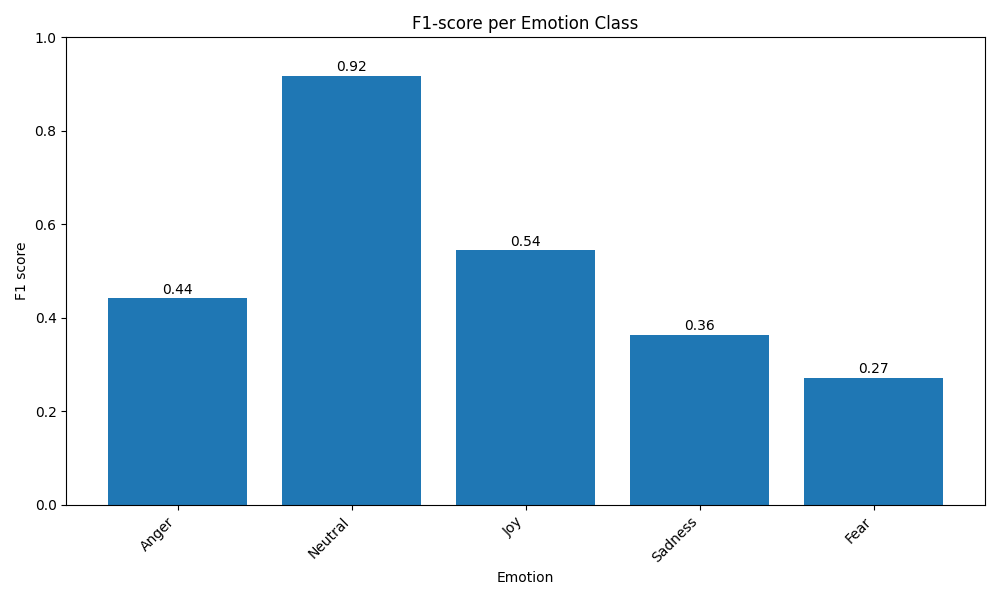 F1-score per Emotion Class
1.0
0.8
0.6
0.4
0.2
0.0
F1 score
0.44
0.92
0.54
0.36
0.27
Anger
Neutral
Joy
Sadness
Fear
Emotion